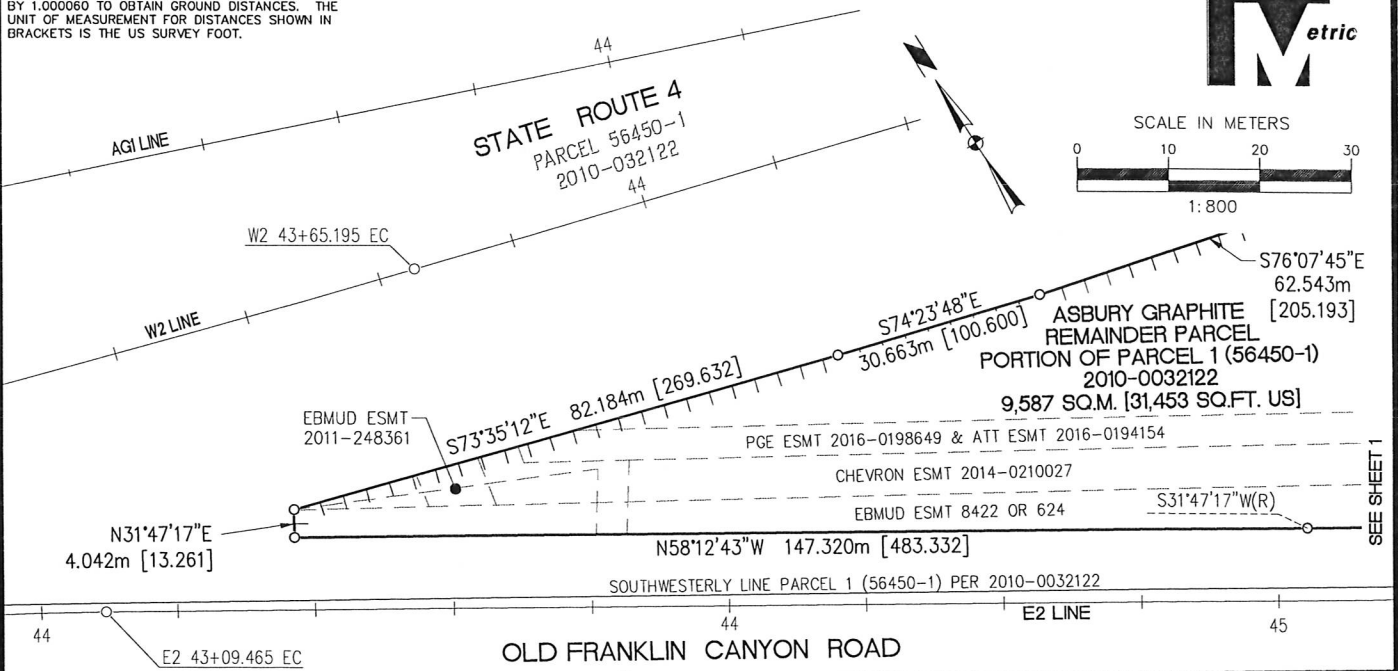 BY 1.000060 TO OBTAIN GROUND DISTANCES. THE
UNIT OF MEASUREMENT FOR DISTANCES SHOWN IN
BRACKETS IS THE US SURVEY FOOT.
etric
SCALE IN METERS
0 10 20 30
1:800
44
AG1 LINE
STATE ROUTE 4
PARCEL 56450-1
2010-032122
44
W2 43+65.195 EC
W2 LINE
S76°07'45"E
62.543m
[205.193]
S74°23'48"E
30.663m [100.600]
ASBURY GRAPHITE
REMAINDER PARCEL
PORTION OF PARCEL 1 (56450-1)
2010-0032122
9,587 SQ.M. [31,453 SQ.FT. US]
S73°35'12"E 82.184m [269.632]
EBMUD ESMT
2011-248361
PGE ESMT 2016-0198649 & ATT ESMT 2016-0194154
CHEVRON ESMT 2014-0210027
EBMUD ESMT 8422 OR 624
S31°47'17"W(R)
SEE SHEET 1
N31°47'17"E
4.042m [13.261]
N58°12'43"W 147.320m [483.332]
SOUTHWESTERLY LINE PARCEL 1 (56450-1) PER 2010-0032122
44
44
E2 LINE
45
E2 43+09.465 EC
OLD FRANKLIN CANYON ROAD